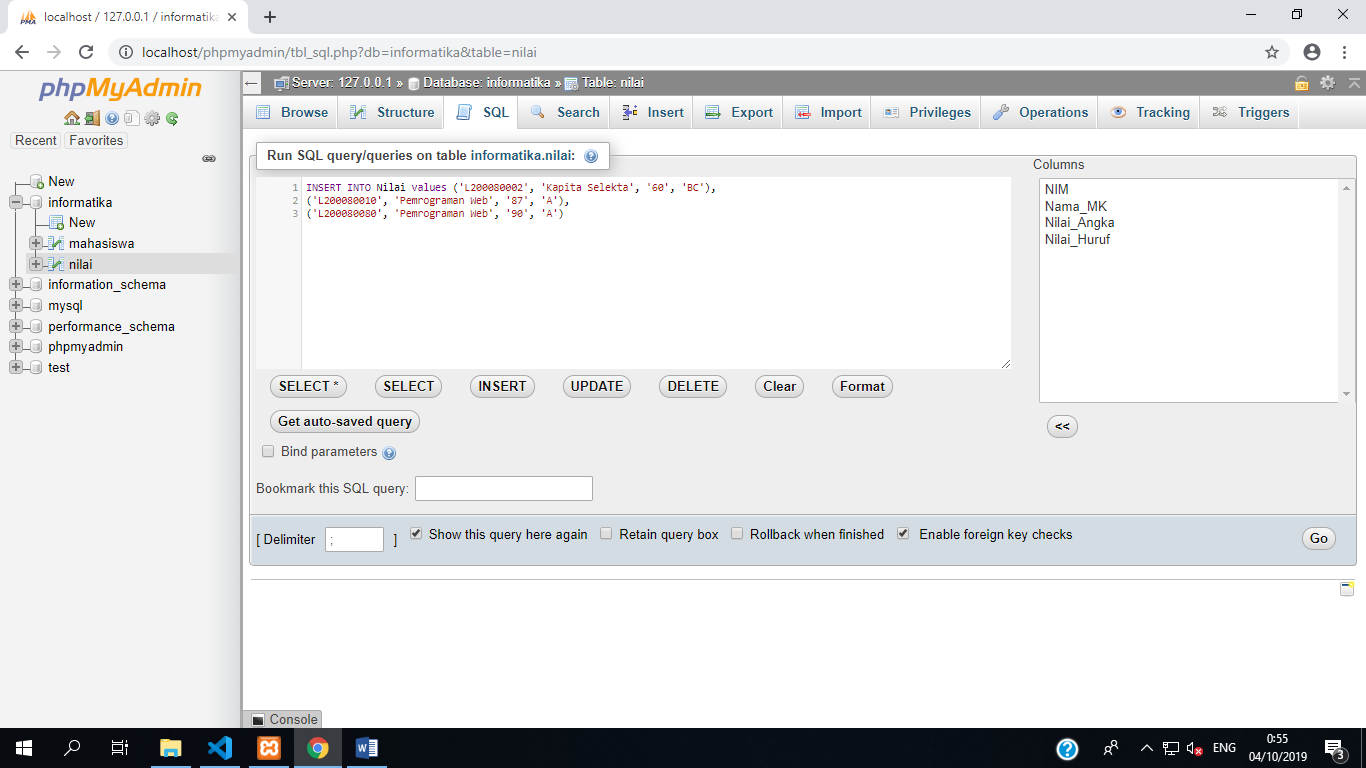 localhost / 127.0.0.1 / informatika
localhost/phpmyadmin/tbl_sql.php?db=informatika&table=nilai
phpMyAdmin
Recent Favorites
New
informatika
New
mahasiswa
nilai
information_schema
mysql
performance_schema
phpmyadmin
test
Server: 127.0.0.1 » Database: informatika » Table: nilai
Browse Structure SQL Search Insert Export Import Privileges Operations Tracking Triggers
Run SQL query/queries on table informatika.nilai:
1 INSERT INTO Nilai values ('L200080002', 'Kapita Selekta', '60', 'BC'),
2 ('L200080010', 'Pemrograman Web', '87', 'A'),
3 ('L200080080', 'Pemrograman Web', '90', 'A')
Columns
NIM
Nama_MK
Nilai_Angka
Nilai_Huruf
SELECT * SELECT INSERT UPDATE DELETE Clear Format
Get auto-saved query
<<
Bind parameters
Bookmark this SQL query:
[ Delimiter ; ] Show this query here again Retain query box Rollback when finished Enable foreign key checks Go
Console
ENG
0:55
04/10/2019
3